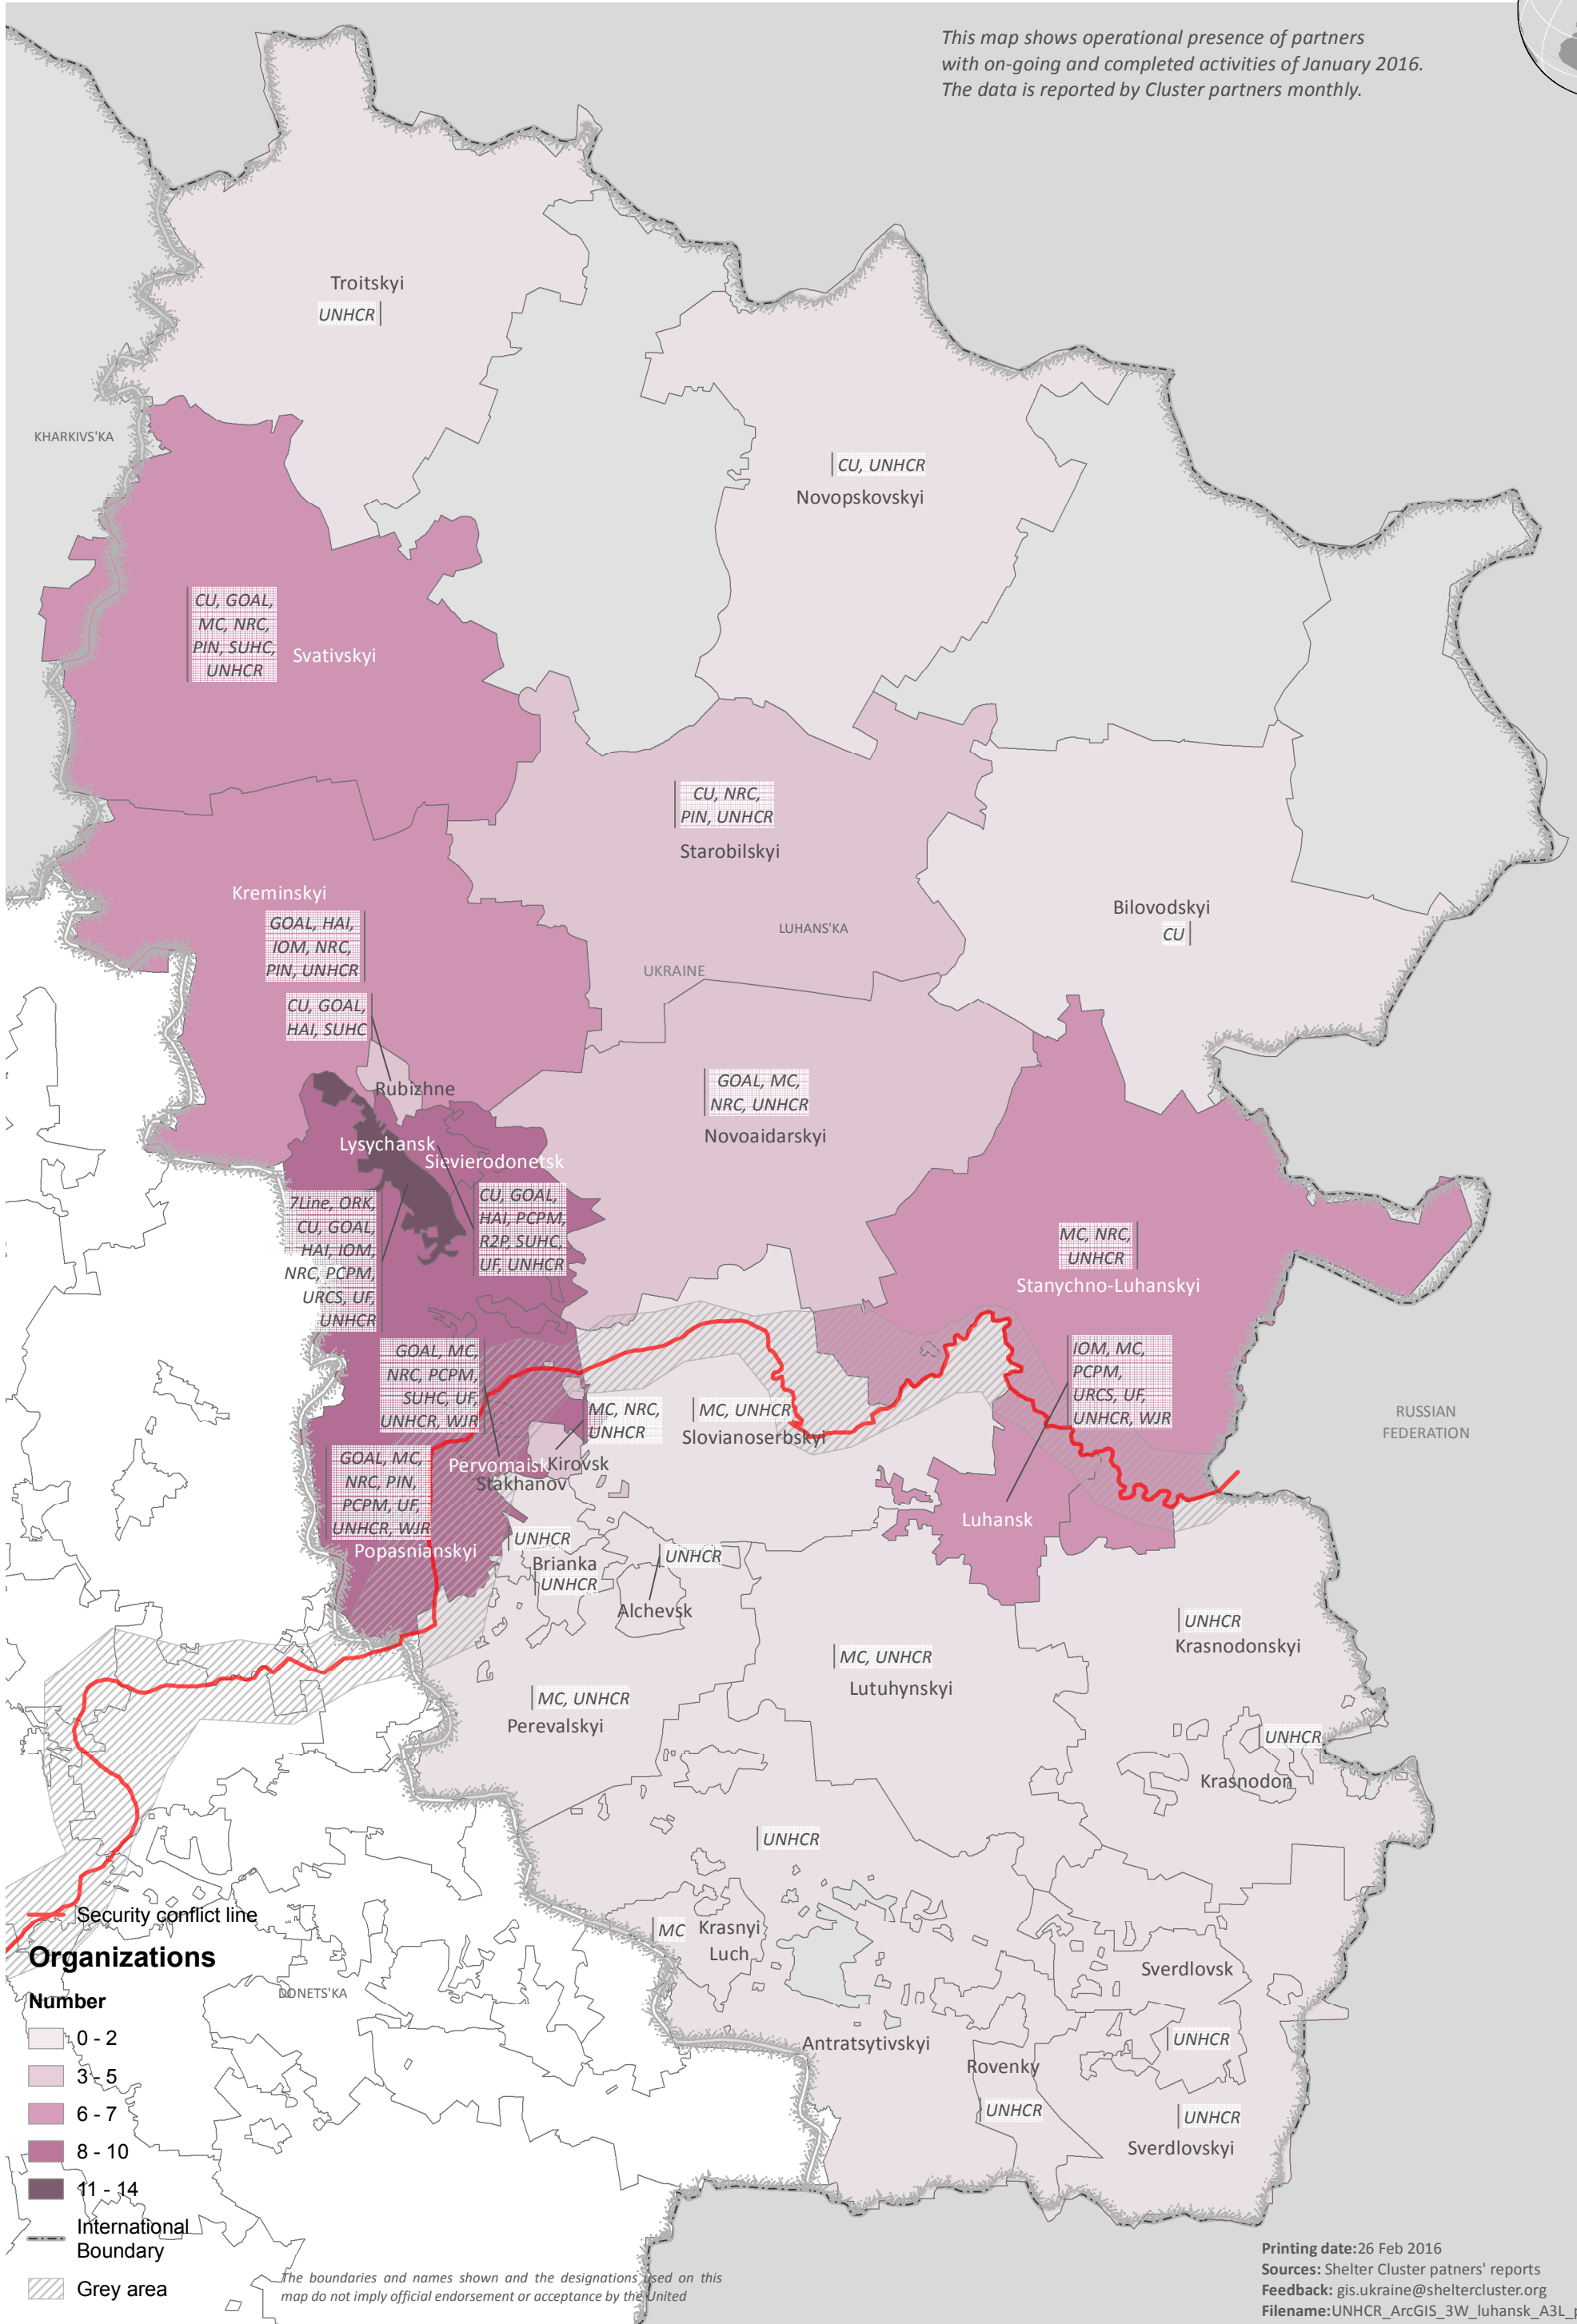 This map shows operational presence of partners
with on-going and completed activities of January 2016.
The data is reported by Cluster partners monthly.
Troitskyi
UNHCR
KHARKIVS'KA
CU, UNHCR
Novopskovskyi
CU, GOAL,
MC, NRC,
PIN, SUHC,
UNHCR
Svativskyi
CU, NRC,
PIN, UNHCR
Starobilskyi
Kreminskyi
GOAL, HAI,
IOM, NRC,
PIN, UNHCR
LUHANS'KA
UKRAINE
Bilovodskyi
CU
CU, GOAL,
HAI, SUHC
Rubizhne
GOAL, MC,
NRC, UNHCR
Novoaidarskyi
Lysychansk
Sievierodonetsk
7Line, ORK,
CU, GOAL,
HAI, IOM,
NRC, PCPM,
URCS, UF,
UNHCR
CU, GOAL,
HAI, PCPM,
R2P, SUHC,
UF, UNHCR
MC, NRC,
UNHCR
Stanychno-Luhanskyi
GOAL, MC,
NRC, PCPM,
SUHC, UF,
UNHCR, WJR
IOM, MC,
PCPM,
URCS, UF,
UNHCR, WJR
MC, NRC,
UNHCR
MC, UNHCR
Slovianoserbskyi
RUSSIAN
FEDERATION
GOAL, MC,
NRC, PIN,
PCPM, UF,
UNHCR, WJR
Pervomaisk
Kirovsk
Stakhanov
Luhansk
Popasnianskyi
UNHCR
Brianka
UNHCR
UNHCR
Alchevsk
UNHCR
Krasnodonskyi
MC, UNHCR
Lutuhynskyi
MC, UNHCR
Perevalskyi
UNHCR
Krasnodon
UNHCR
MC
Krasnyi
Luch
Sverdlovsk
UNHCR
Antratsytivskyi
Rovenky
UNHCR
UNHCR
Sverdlovskyi
DONETS'KA
Security conflict line
Organizations
Number
0 - 2
3 - 5
6 - 7
8 - 10
11 - 14
International
Boundary
Grey area
The boundaries and names shown and the designations used on this
map do not imply official endorsement or acceptance by the United
Printing date:26 Feb 2016
Sources: Shelter Cluster patners' reports
Feedback: gis.ukraine@sheltercluster.org
Filename:UNHCR_ArcGIS_3W_luhansk_A3L_p